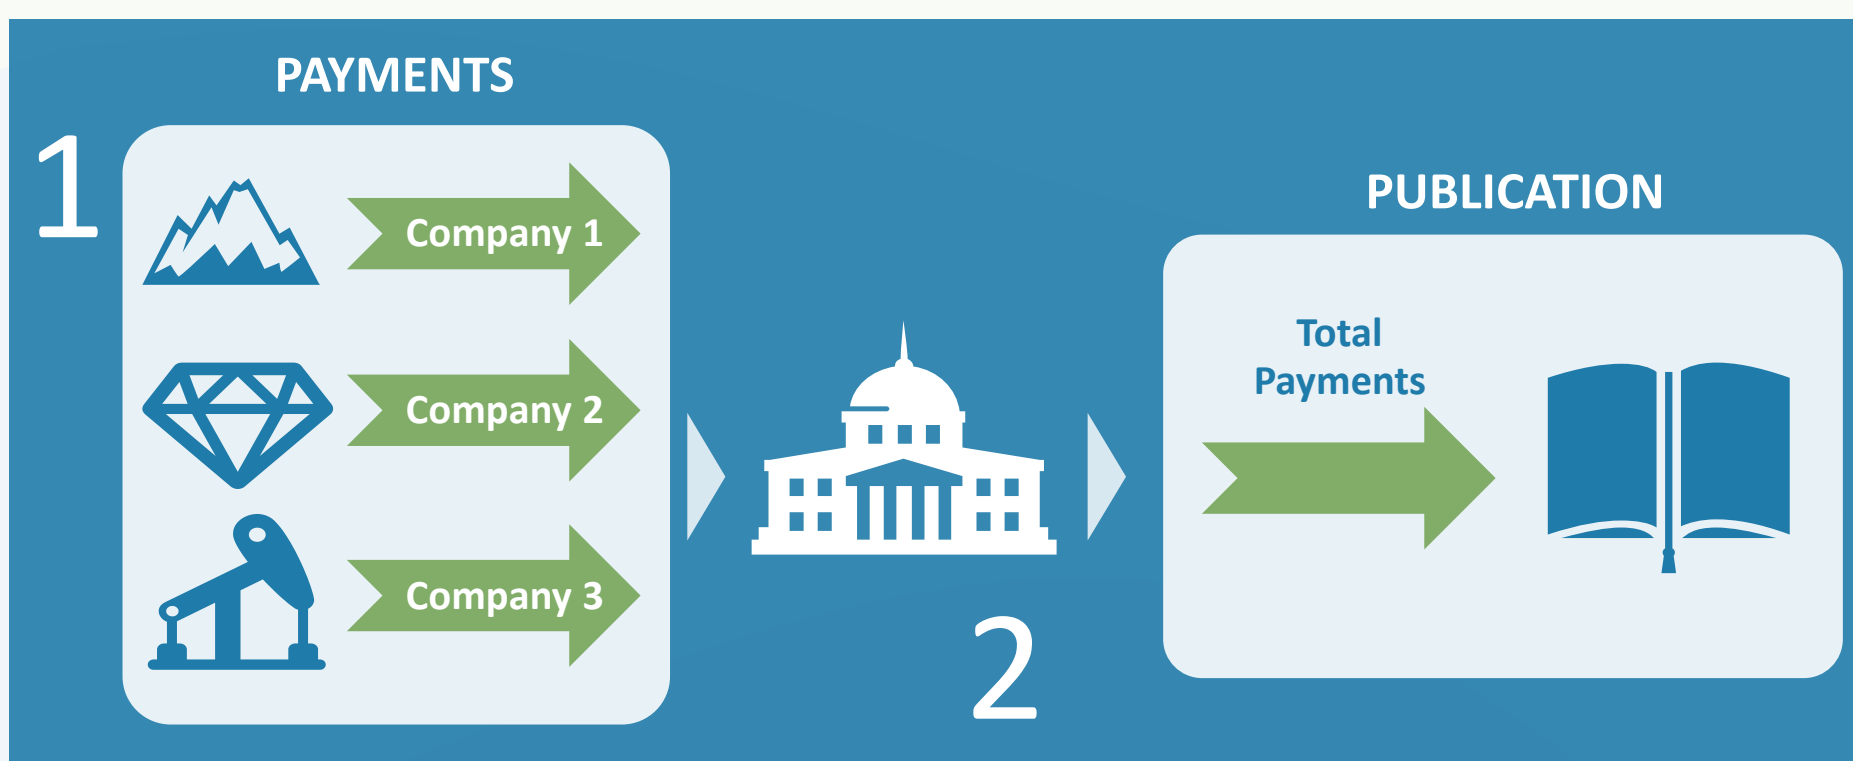 PAYMENTS
1
Company 1
Company 2
Company 3
2
PUBLICATION
Total
Payments